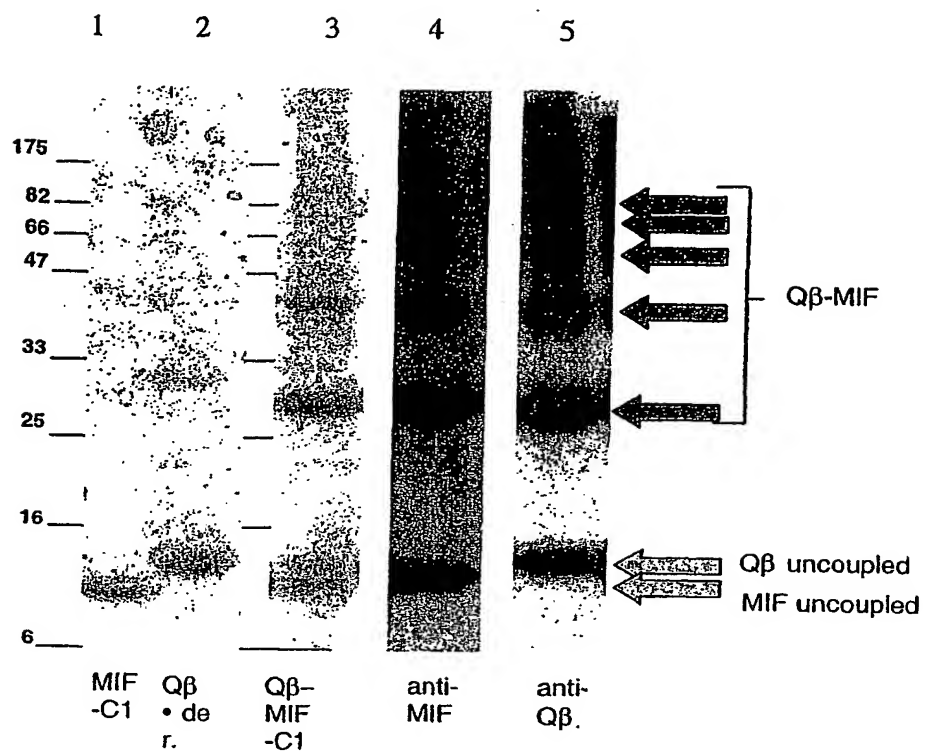 1 2 3 4 5
175
82
66
47
Qβ-MIF
33
25
16
Qβ uncoupled
MIF uncoupled
6
MIF
-C1
Qβ
• de
r.
Qβ–
MIF
-C1
anti-
MIF
anti-
Qβ.